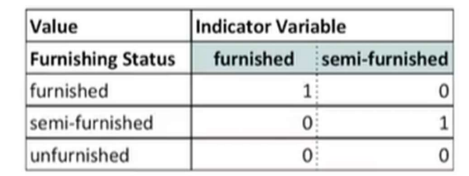 Value Indicator Variable
Furnishing Status furnished semi-furnished
furnished 1 0
semi-furnished 0 1
unfurnished 0 0